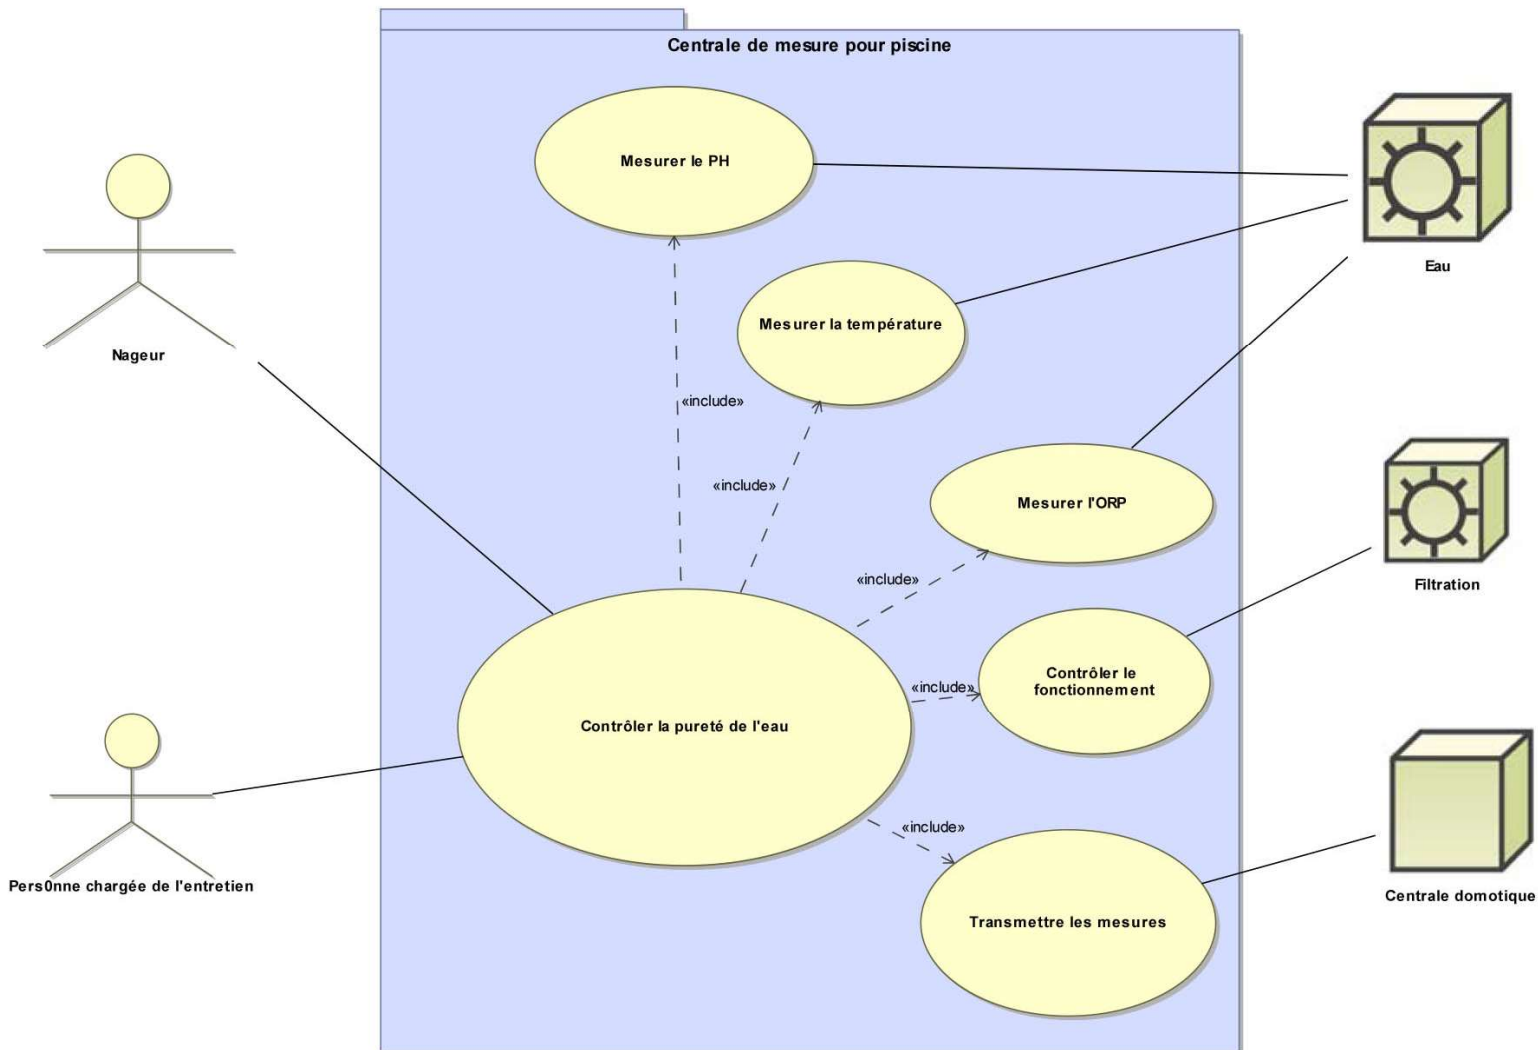 Centrale de mesure pour piscine
Mesurer le PH
Eau
Mesurer la température
Nageur
«include»
«include»
Mesurer l'ORP
«include»
Filtration
Contrôler le
fonctionnement
«include»
Contrôler la pureté de l'eau
«include»
Pers0nne chargée de l'entretien
Centrale domotique
Transmettre les mesures